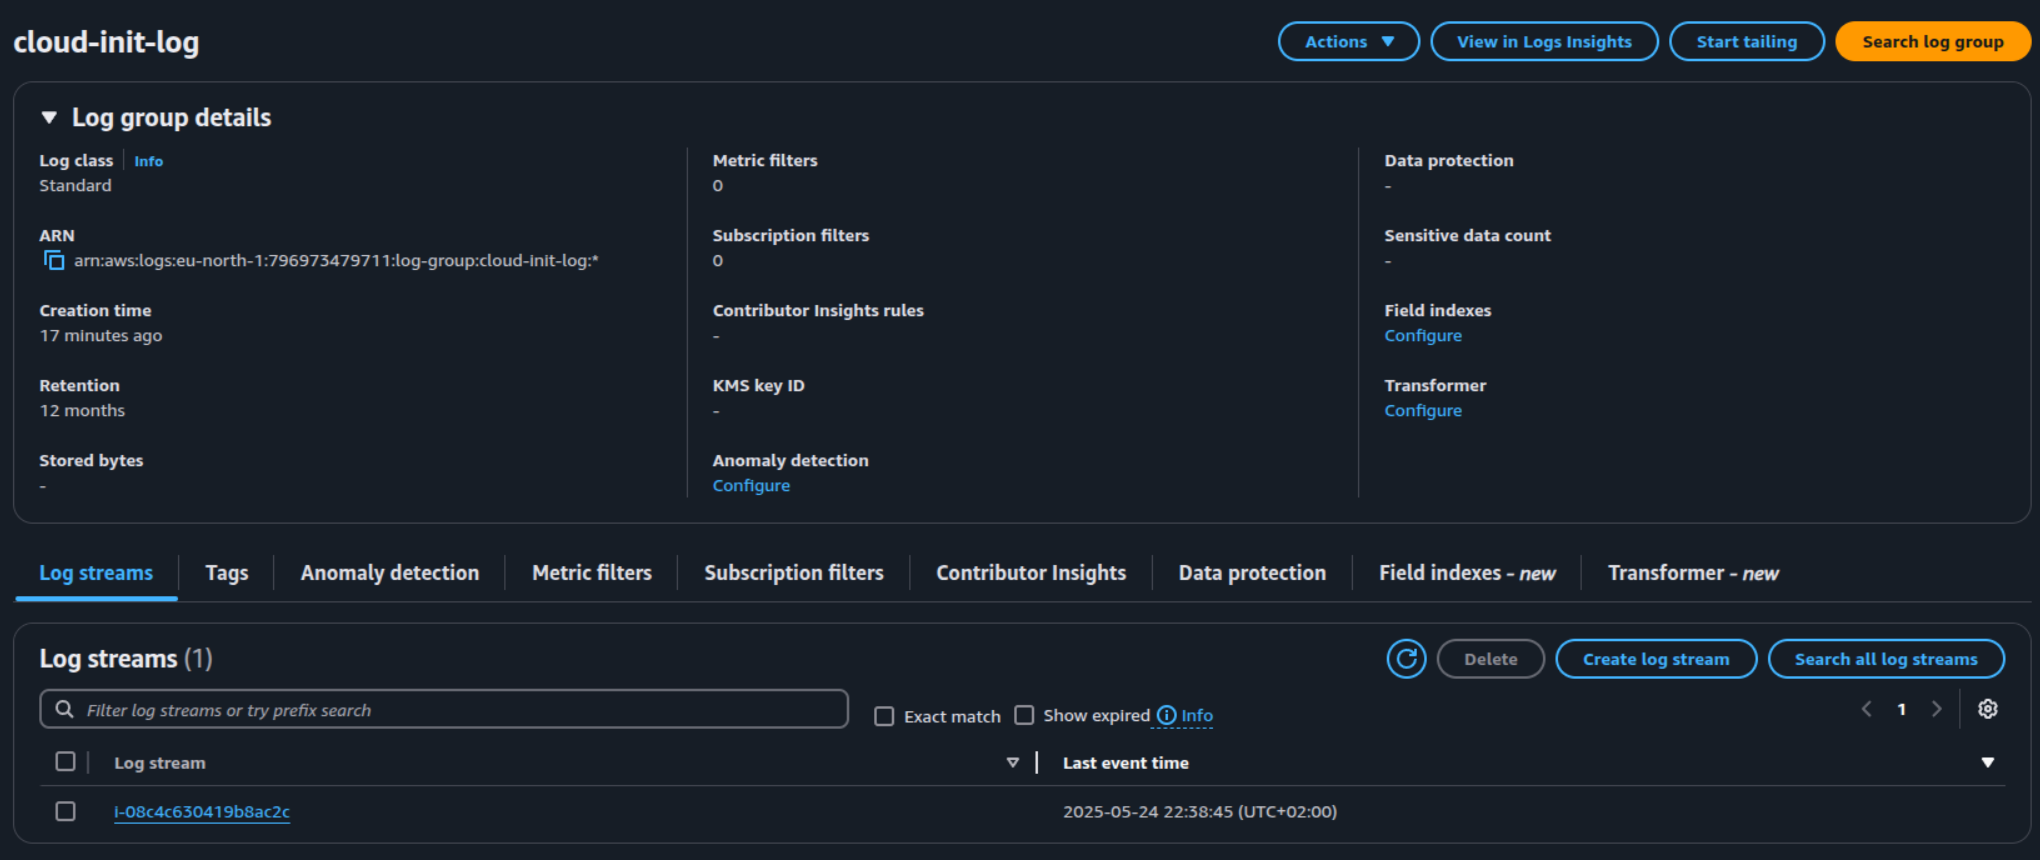 cloud-init-log
Actions
View in Logs Insights
Start tailing
Search log group
Log group details
Log class
Info
Standard
ARN
arn:aws:logs:eu-north-1:796973479711:log-group:cloud-init-log:*
Creation time
17 minutes ago
Retention
12 months
Stored bytes
-
Metric filters
0
Subscription filters
0
Contributor Insights rules
-
KMS key ID
-
Anomaly detection
Configure
Data protection
-
Sensitive data count
-
Field indexes
Configure
Transformer
Configure
Log streams
Tags
Anomaly detection
Metric filters
Subscription filters
Contributor Insights
Data protection
Field indexes - new
Transformer - new
Log streams (1)
Delete
Create log stream
Search all log streams
Filter log streams or try prefix search
Exact match
Show expired
Info
1
Log stream
Last event time
i-08c4c630419b8ac2c
2025-05-24 22:38:45 (UTC+02:00)